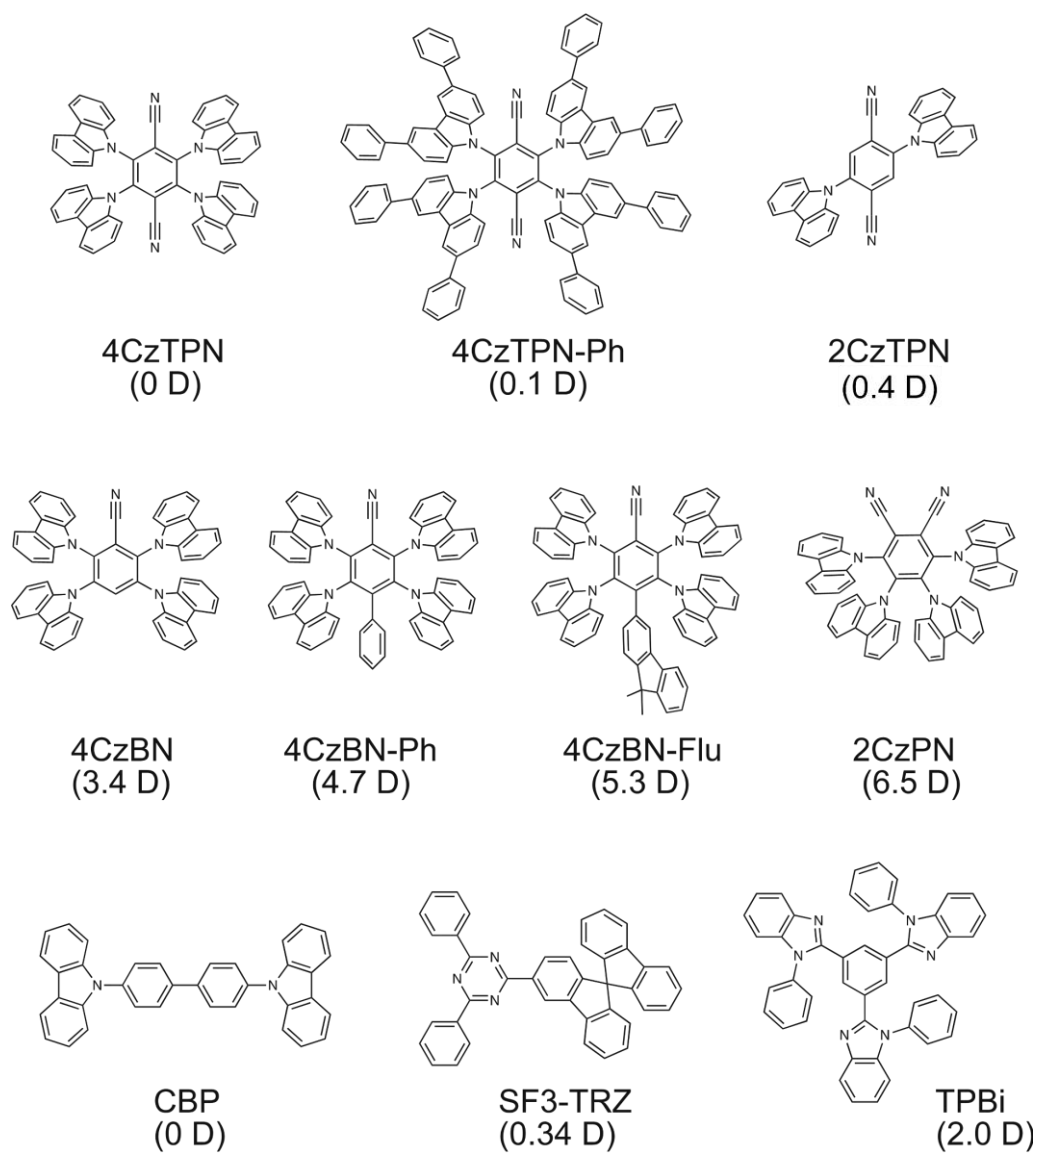 N N N
N N N N N
N N N N N
N N N
4CzTPN 4CzTPN-Ph 2CzTPN
(0 D) (0.1 D) (0.4 D)
N N N N N
N N N N N N N N
N N N N N N N N
4CzBN 4CzBN-Ph 4CzBN-Flu 2CzPN
(3.4 D) (4.7 D) (5.3 D) (6.5 D)
N N
N N N
N N N
N N N
CBP SF3-TRZ TPBi
(0 D) (0.34 D) (2.0 D)